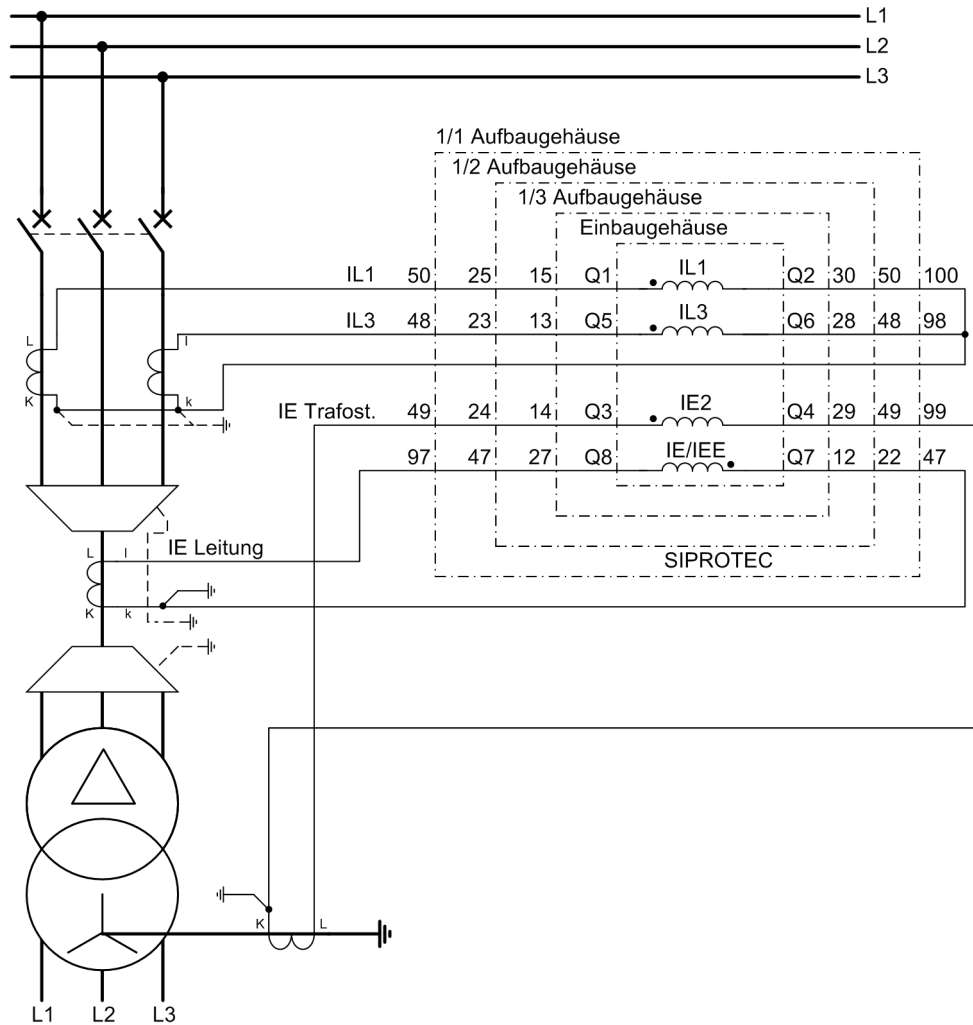 L1
L2
L3
1/1 Aufbaugehäuse
1/2 Aufbaugehäuse
1/3 Aufbaugehäuse
Einbaugehäuse
IL1 50 25 15 Q1 IL1 Q2 30 50 100
IL3 48 23 13 Q5 IL3 Q6 28 48 98
L l
K k
IE Trafost. 49 24 14 Q3 IE2 Q4 29 49 99
97 47 27 Q8 IE/IEE Q7 12 22 47
IE Leitung
L l
SIPROTEC
K k
K L
L1 L2 L3